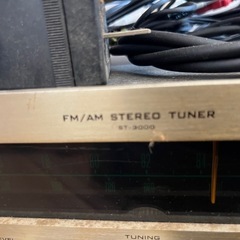 FM/AM STEREO TUNER
ST-3000
TUNING